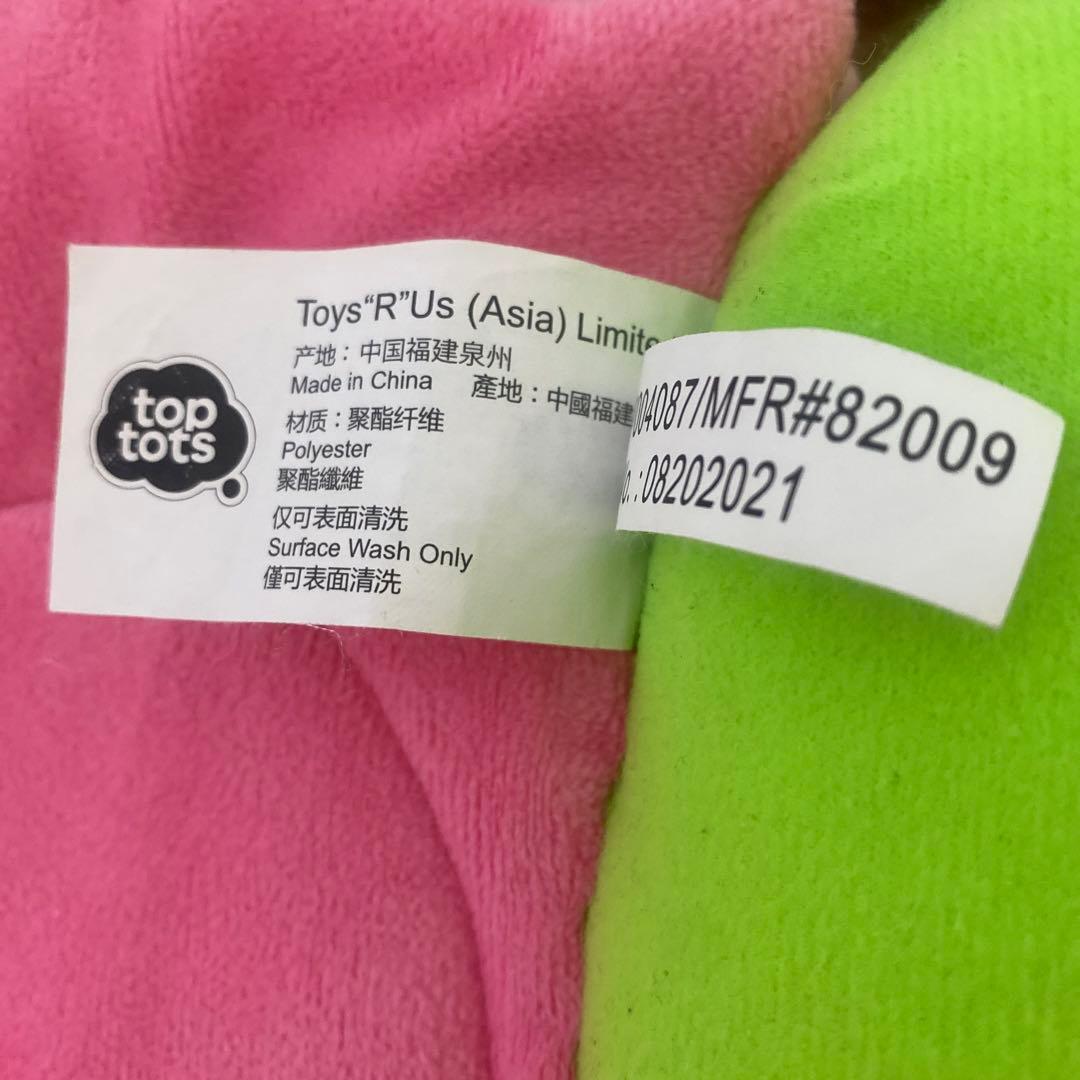 top
tots
Toys“R”Us (Asia)
产地：中国福建泉州
Made in China 產地：中國福建
材质：聚酯纤维
Polyester
聚酯纖維
仅可表面清洗
Surface Wash Only
僅可表面清洗
004087/MFR#82009
: 08202021